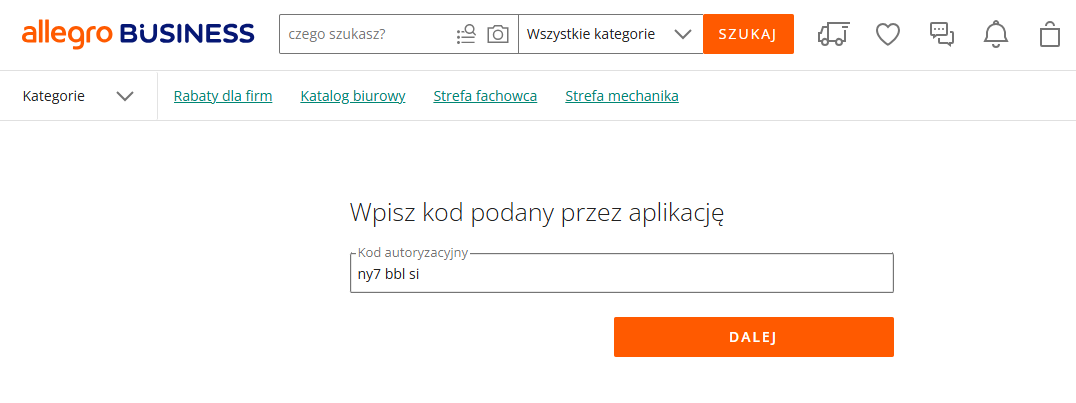 allegro BUSINESS
czego szukasz?
Wszystkie kategorie
SZUKAJ
Kategorie
Rabaty dla firm
Katalog biurowy
Strefa fachowca
Strefa mechanika
Wpisz kod podany przez aplikację
Kod autoryzacyjny
ny7 bbl si
DALEJ